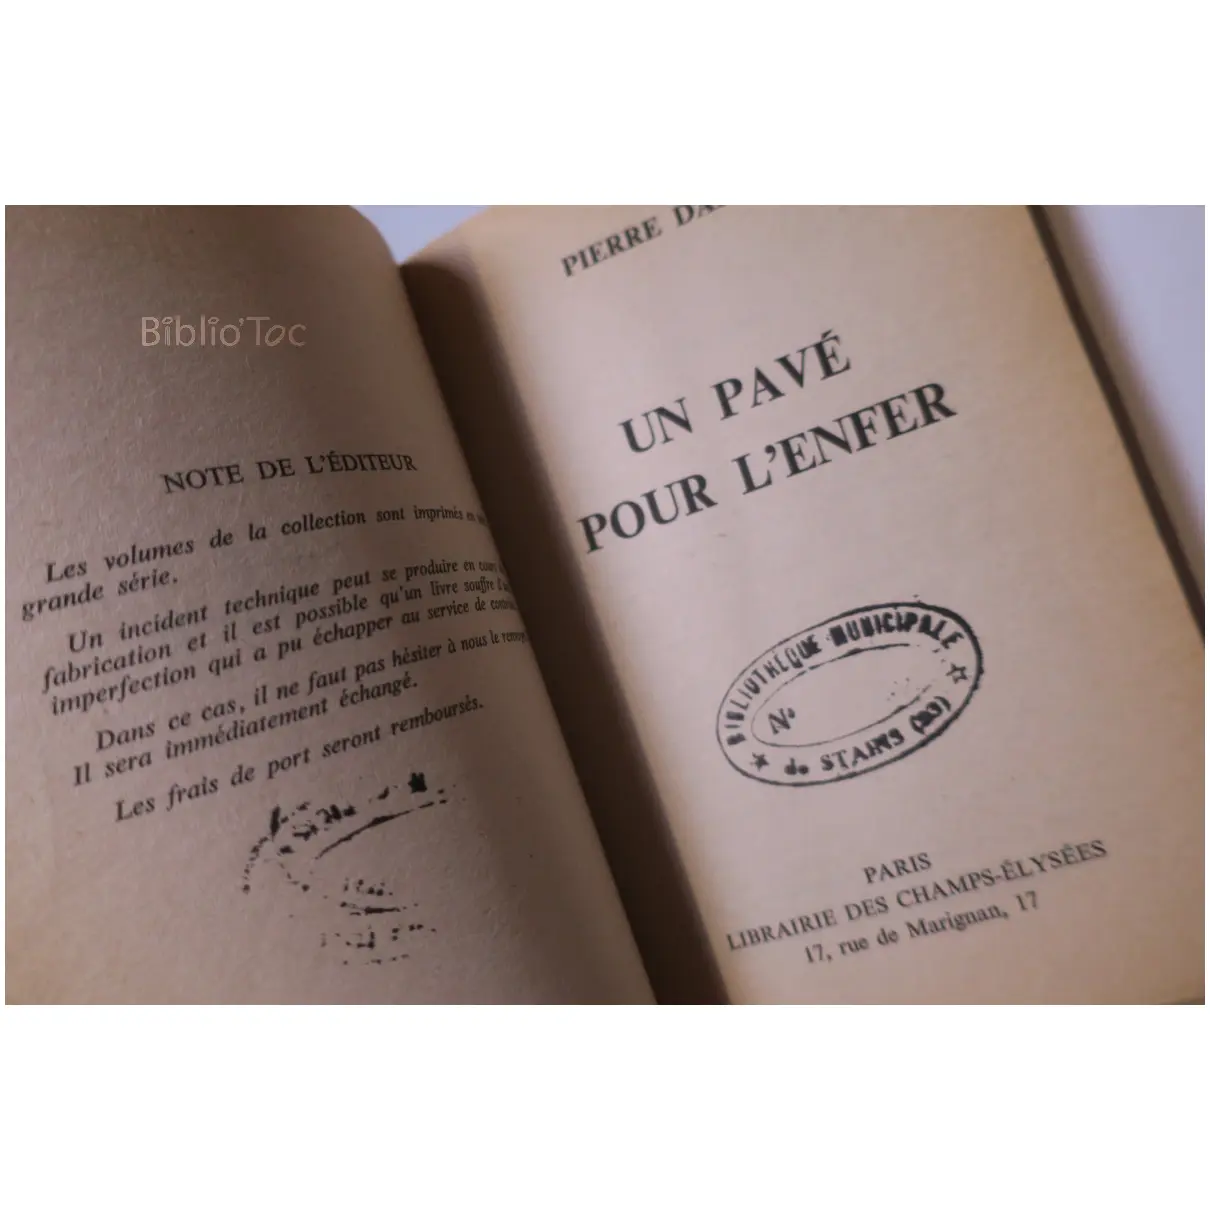 Biblio'Toc
NOTE DE L'ÉDITEUR
Les volumes de la collection sont imprimés en
grande série.
Un incident technique peut se produire en cours
fabrication et il est possible qu'un livre souffre
imperfection qui a pu échapper au service de
Dans ce cas, il ne faut pas hésiter à nous le
Il sera immédiatement échangé.
Les frais de port seront remboursés.
PIERRE
UN PAVÉ
POUR L'ENFER
BIBLIOTHÈQUE MUNICIPALE
No
de STAINS (93)
PARIS
LIBRAIRIE DES CHAMPS-ÉLYSÉES
17, rue de Marignan, 17